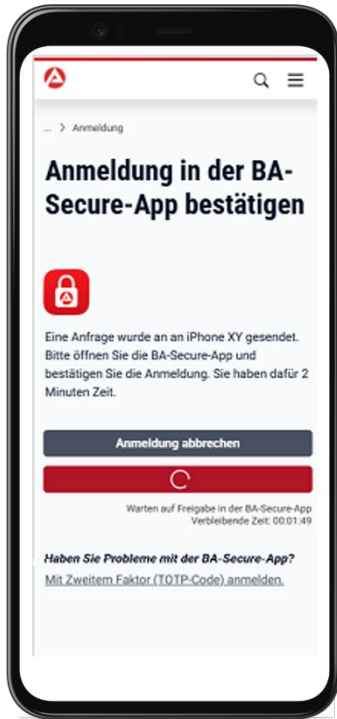 ... > Anmeldung
Anmeldung in der BA-
Secure-App bestätigen
Eine Anfrage wurde an an iPhone XY gesendet.
Bitte öffnen Sie die BA-Secure-App und
bestätigen Sie die Anmeldung. Sie haben dafür 2
Minuten Zeit.
Anmeldung abbrechen
Warten auf Freigabe in der BA-Secure-App
Verbleibende Zeit: 00:01:49
Haben Sie Probleme mit der BA-Secure-App?
Mit Zweitem Faktor (TOTP-Code) anmelden.